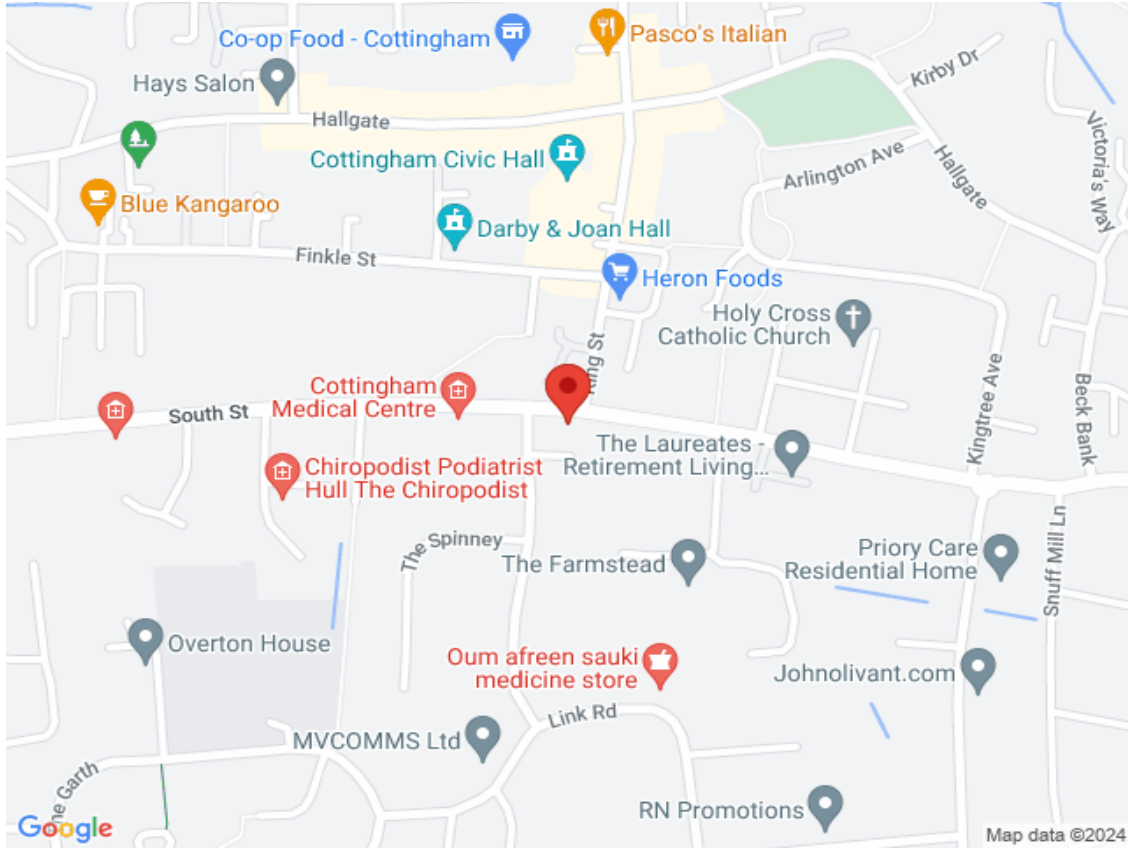 Co-op Food - Cottingham
Pasco's Italian
Hays Salon
Kirby Dr
Hallgate
Victoria's Way
Cottingham Civic Hall
Arlington Ave
Hallgate
Blue Kangaroo
Darby & Joan Hall
Finkle St
Heron Foods
Holy Cross
Catholic Church
King St
Kingtree Ave
Beck Bank
Cottingham
Medical Centre
South St
The Laureates -
Retirement Living...
Chiropodist Podiatrist
Hull The Chiropodist
The Spinney
The Farmstead
Priory Care
Residential Home
Snuff Mill Ln
Overton House
Oum afreen sauki
medicine store
Johnolivant.com
Link Rd
MVCOMMS Ltd
he Garth
RN Promotions
Google
Map data ©2024